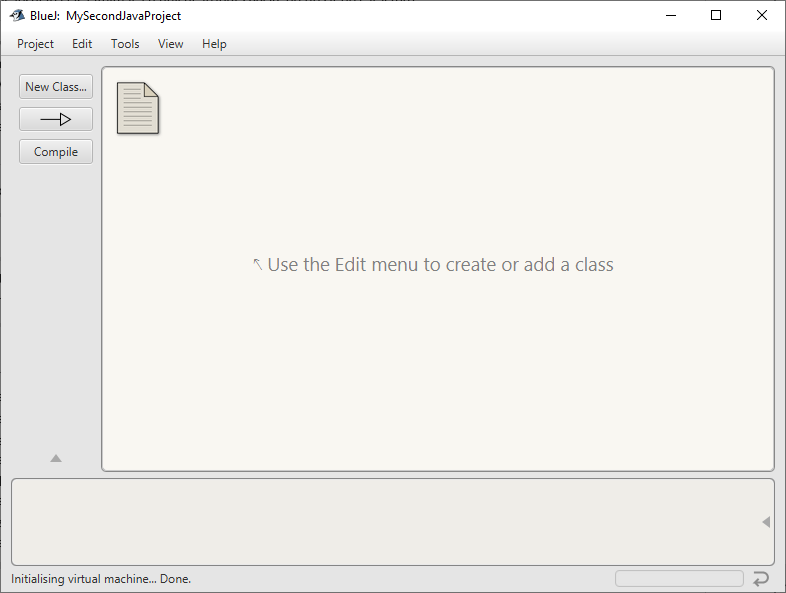 BlueJ: MySecondJavaProject
Project Edit Tools View Help
New Class...
Compile
Use the Edit menu to create or add a class
Initialising virtual machine... Done.